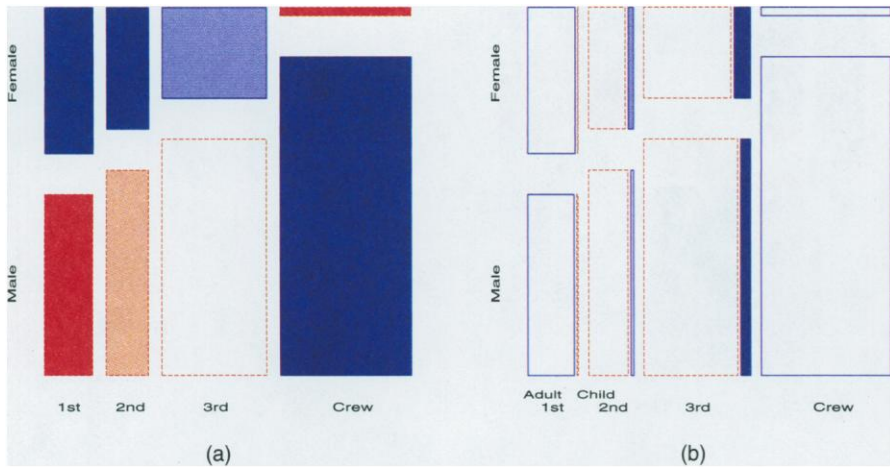 Female
Male
1st 2nd 3rd Crew
(a)
Female
Male
Adult Child
1st 2nd 3rd Crew
(b)